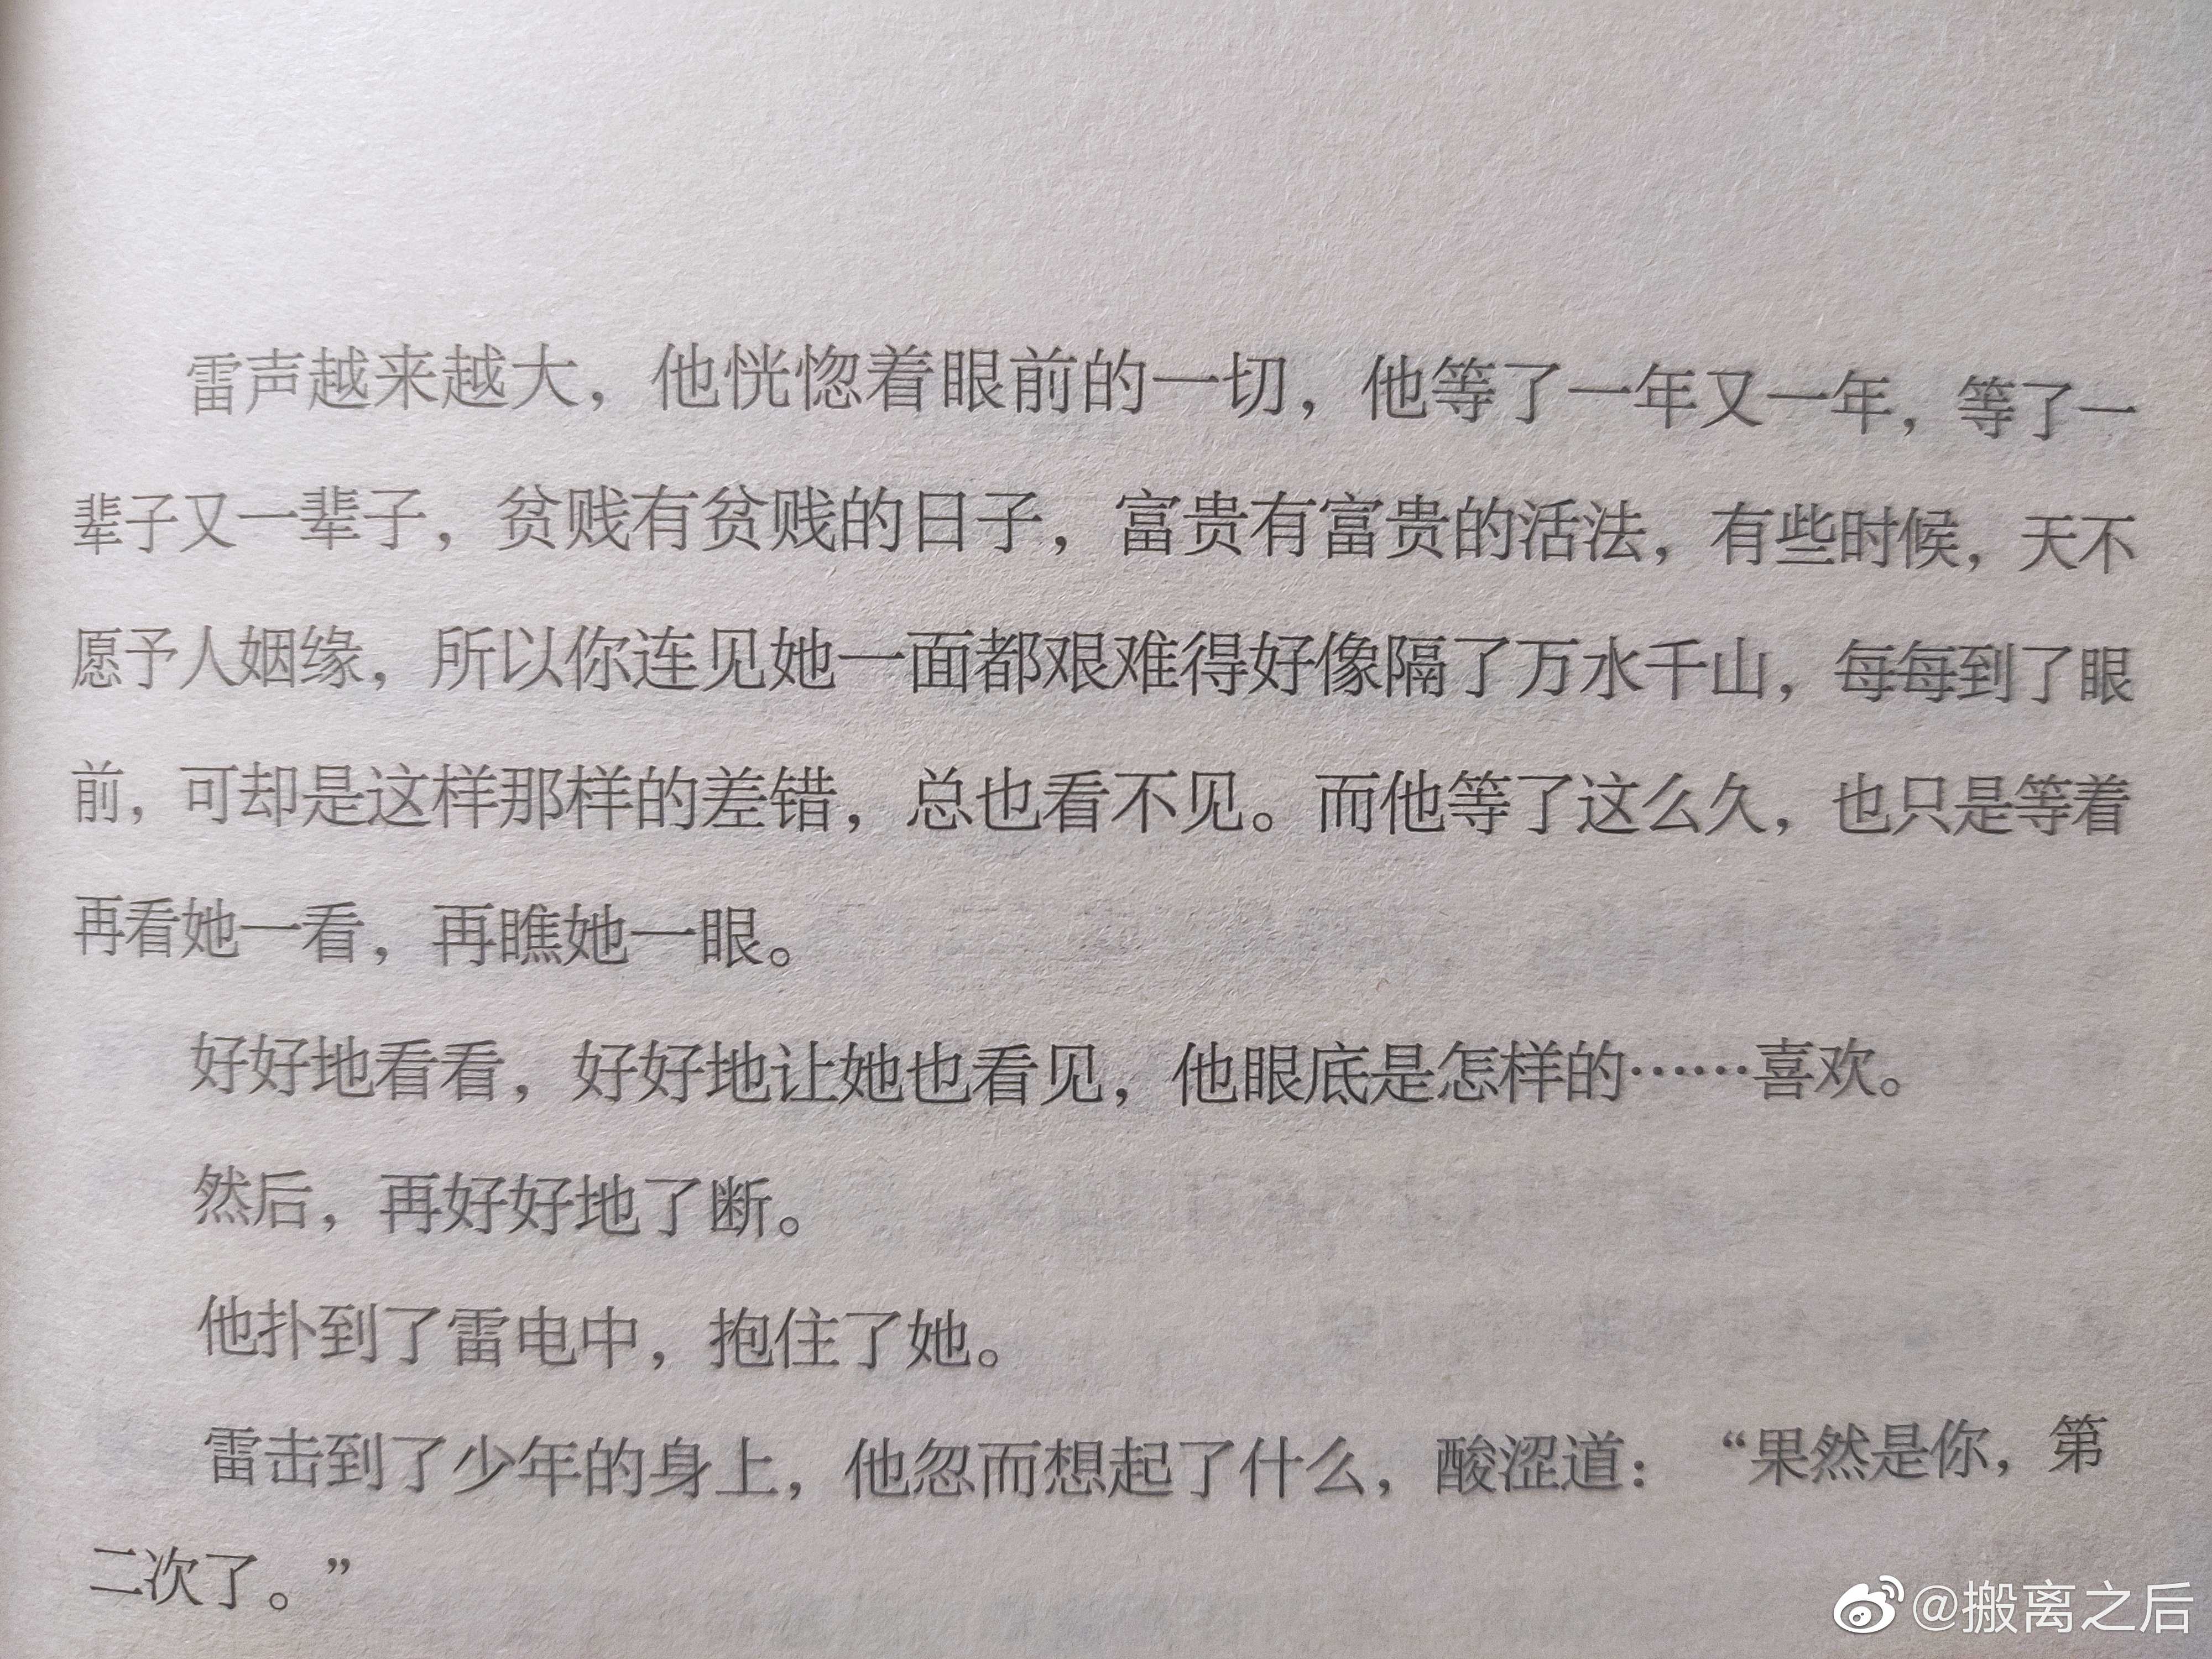 雷声越来越大，他恍惚着眼前的一切，他等了一年又一年，等了一
辈子又一辈子，贫贱有贫贱的日子，富贵有富贵的活法，有些时候，天不
愿予人姻缘，所以你连见她一面都艰难得好像隔了万水千山，每每到了眼
前，可却是这样那样的差错，总也看不见。而他等了这么久，也只是等着
再看她一看，再瞧她一眼。
好好地看看，好好地让她也看见，他眼底是怎样的……喜欢。
然后，再好好地了断。
他扑到了雷电中，抱住了她。
雷击到了少年的身上，他忽而想起了什么，酸涩道：“果然是你，第
二次了。”
@搬离之后